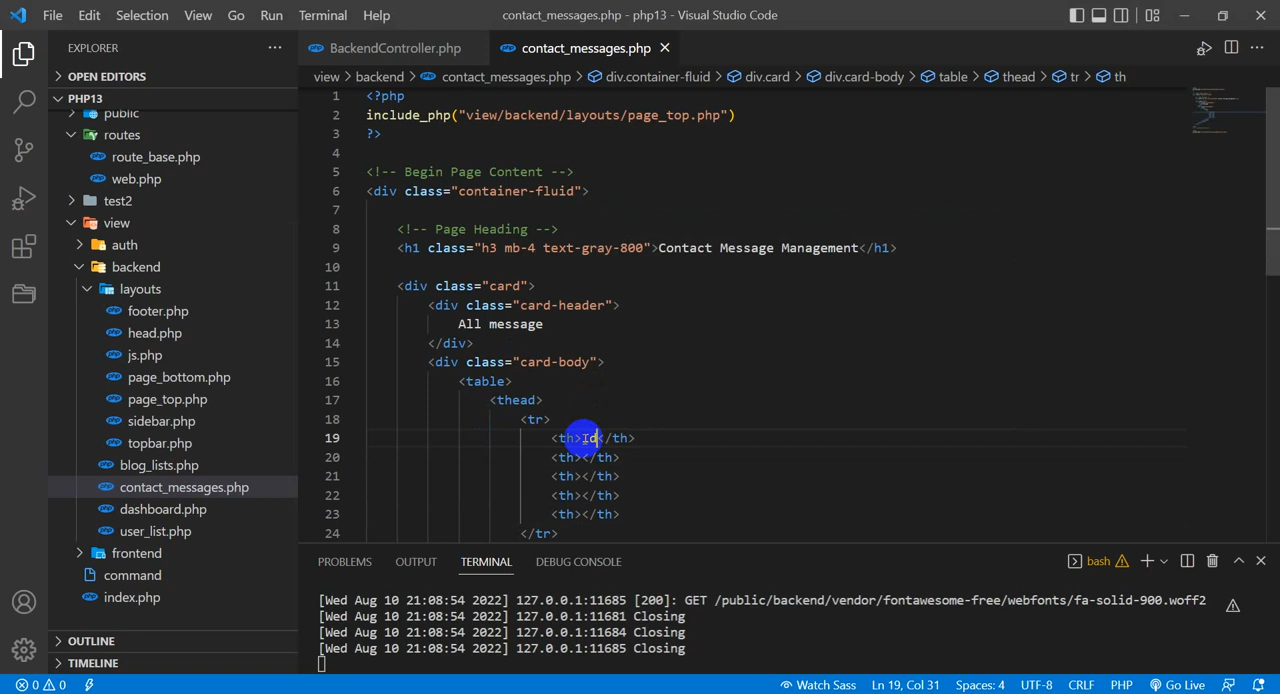 File Edit Selection View Go Run Terminal Help contact_messages.php - php13 - Visual Studio Code
EXPLORER
OPEN EDITORS
PHP13
public
routes
route_base.php
web.php
test2
view
auth
backend
layouts
footer.php
head.php
js.php
page_bottom.php
page_top.php
sidebar.php
topbar.php
blog_lists.php
contact_messages.php
dashboard.php
user_list.php
frontend
command
index.php
OUTLINE
TIMELINE
BackendController.php contact_messages.php
view > backend > contact_messages.php > div.container-fluid > div.card > div.card-body > table > thead > tr > th
1 <?php
2 include_php("view/backend/layouts/page_top.php")
3 ?>
4
5 <!-- Begin Page Content -->
6 <div class="container-fluid">
7
8 <!-- Page Heading -->
9 <h1 class="h3 mb-4 text-gray-800">Contact Message Management</h1>
10
11 <div class="card">
12 <div class="card-header">
13 All message
14 </div>
15 <div class="card-body">
16 <table>
17 <thead>
18 <tr>
19 <th>id</th>
20 <th></th>
21 <th></th>
22 <th></th>
23 <th></th>
24 </tr>
PROBLEMS OUTPUT TERMINAL DEBUG CONSOLE
bash
[Wed Aug 10 21:08:54 2022] 127.0.0.1:11685 [200]: GET /public/backend/vendor/fontawesome-free/webfonts/fa-solid-900.woff2
[Wed Aug 10 21:08:54 2022] 127.0.0.1:11681 Closing
[Wed Aug 10 21:08:54 2022] 127.0.0.1:11684 Closing
[Wed Aug 10 21:08:54 2022] 127.0.0.1:11685 Closing
0 0 Watch Sass Ln 19, Col 31 Spaces: 4 UTF-8 CRLF PHP Go Live